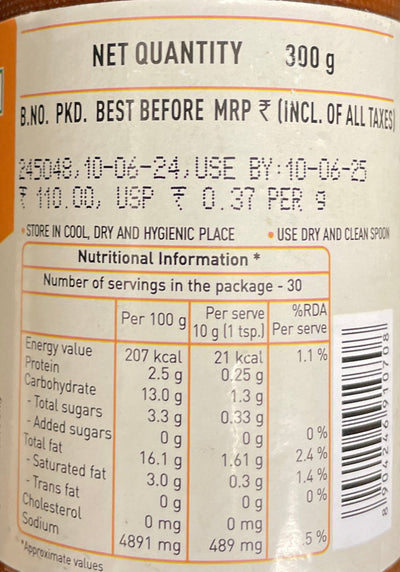 NET QUANTITY 300 g
B.NO. PKD. BEST BEFORE MRP ₹ (INCL. OF ALL TAXES)
245048,10-06-24,USE BY:10-06-25
₹ 110.00, USP ₹ 0.37 PER g
• STORE IN COOL, DRY AND HYGIENIC PLACE • USE DRY AND CLEAN SPOON
Nutritional Information *
Number of servings in the package - 30
Per 100 g Per serve 10 g (1 tsp.) %RDA Per serve
Energy value 207 kcal 21 kcal 1.1 %
Protein 2.5 g 0.25 g
Carbohydrate 13.0 g 1.3 g
- Total sugars 3.3 g 0.33 g
- Added sugars 0 g 0 g 0 %
Total fat 16.1 g 1.61 g 2.4 %
- Saturated fat 3.0 g 0.3 g 1.4 %
- Trans fat 0 g 0 g 0 %
Cholesterol 0 mg 0 mg
Sodium 4891 mg 489 mg .5 %
*Approximate values
8 904246 910708